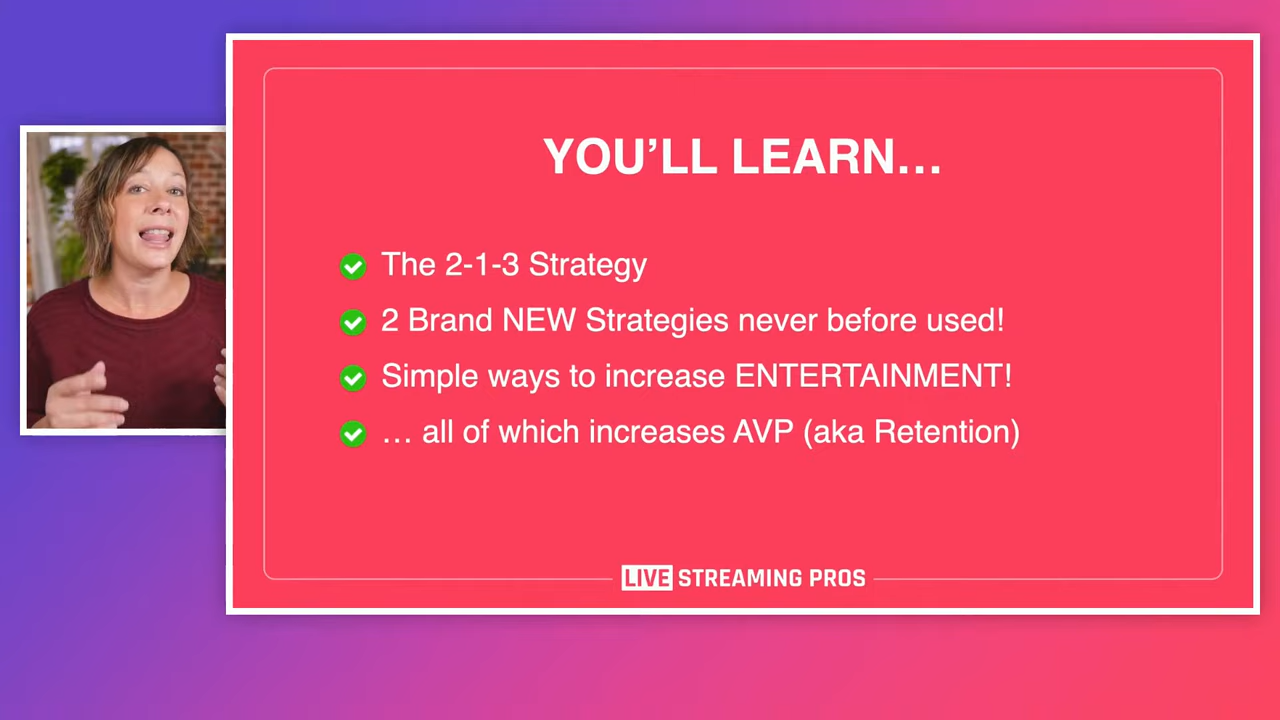 YOU’LL LEARN…
The 2-1-3 Strategy
2 Brand NEW Strategies never before used!
Simple ways to increase ENTERTAINMENT!
… all of which increases AVP (aka Retention)
LIVE STREAMING PROS